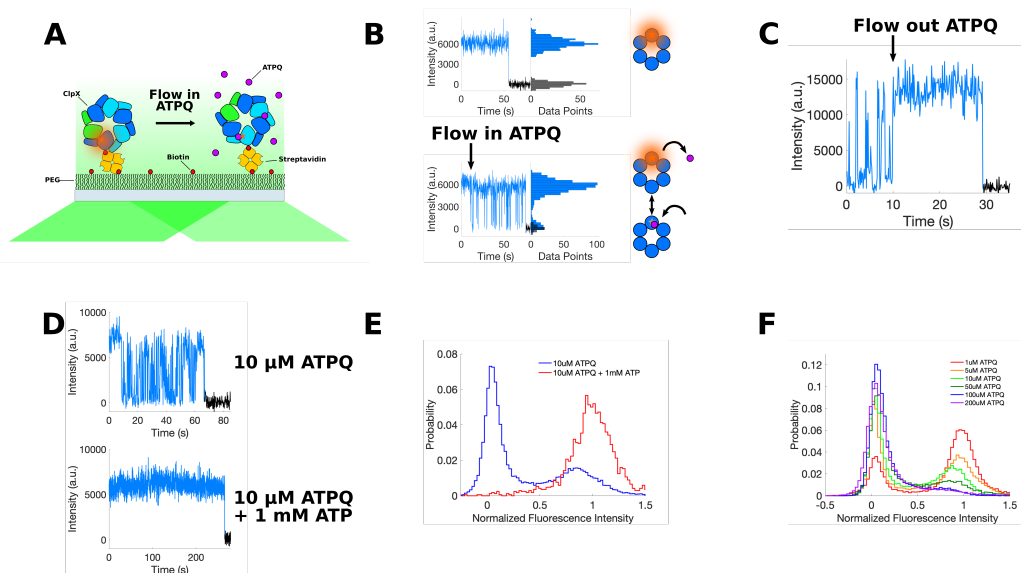 A
ClpX
Flow in
ATPQ
ATPQ
Biotin
Streptavidin
PEG
B
Intensity (a.u.)
6000
3000
0
0
50
0
50
Time (s)
Data Points
Flow in ATPQ
Intensity (a.u.)
6000
3000
0
0
50
0
50
100
Time (s)
Data Points
C
Flow out ATPQ
Intensity (a.u.)
15000
10000
5000
0
0
10
20
30
Time (s)
D
Intensity (a.u.)
10000
5000
0
0
20
40
60
80
Time (s)
10 μM ATPQ
Intensity (a.u.)
10000
5000
0
0
100
200
Time (s)
10 μM ATPQ
+ 1 mM ATP
E
10uM ATPQ
10uM ATPQ + 1mM ATP
Probability
0.08
0.06
0.04
0.02
0
0
0.5
1
1.5
Normalized Fluorescence Intensity
F
1uM ATPQ
5uM ATPQ
10uM ATPQ
50uM ATPQ
100uM ATPQ
200uM ATPQ
Probability
0.12
0.1
0.08
0.06
0.04
0.02
0
-0.5
0
0.5
1
1.5
Normalized Fluorescence Intensity